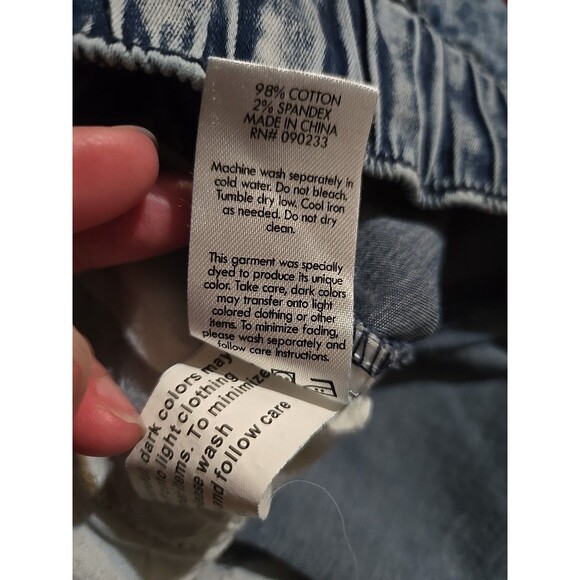 98% COTTON
2% SPANDEX
MADE IN CHINA
RN# 090233
Machine wash separately in
cold water. Do not bleach.
Tumble dry low. Cool iron
as needed. Do not dry
clean.
This garment was specially
dyed to produce its unique
color. Take care, dark colors
may transfer onto light
colored clothing or other
items. To minimize fading,
please wash separately and
follow care instructions.
dark colors may
to light clothing
items. To minimize
wash
and follow care